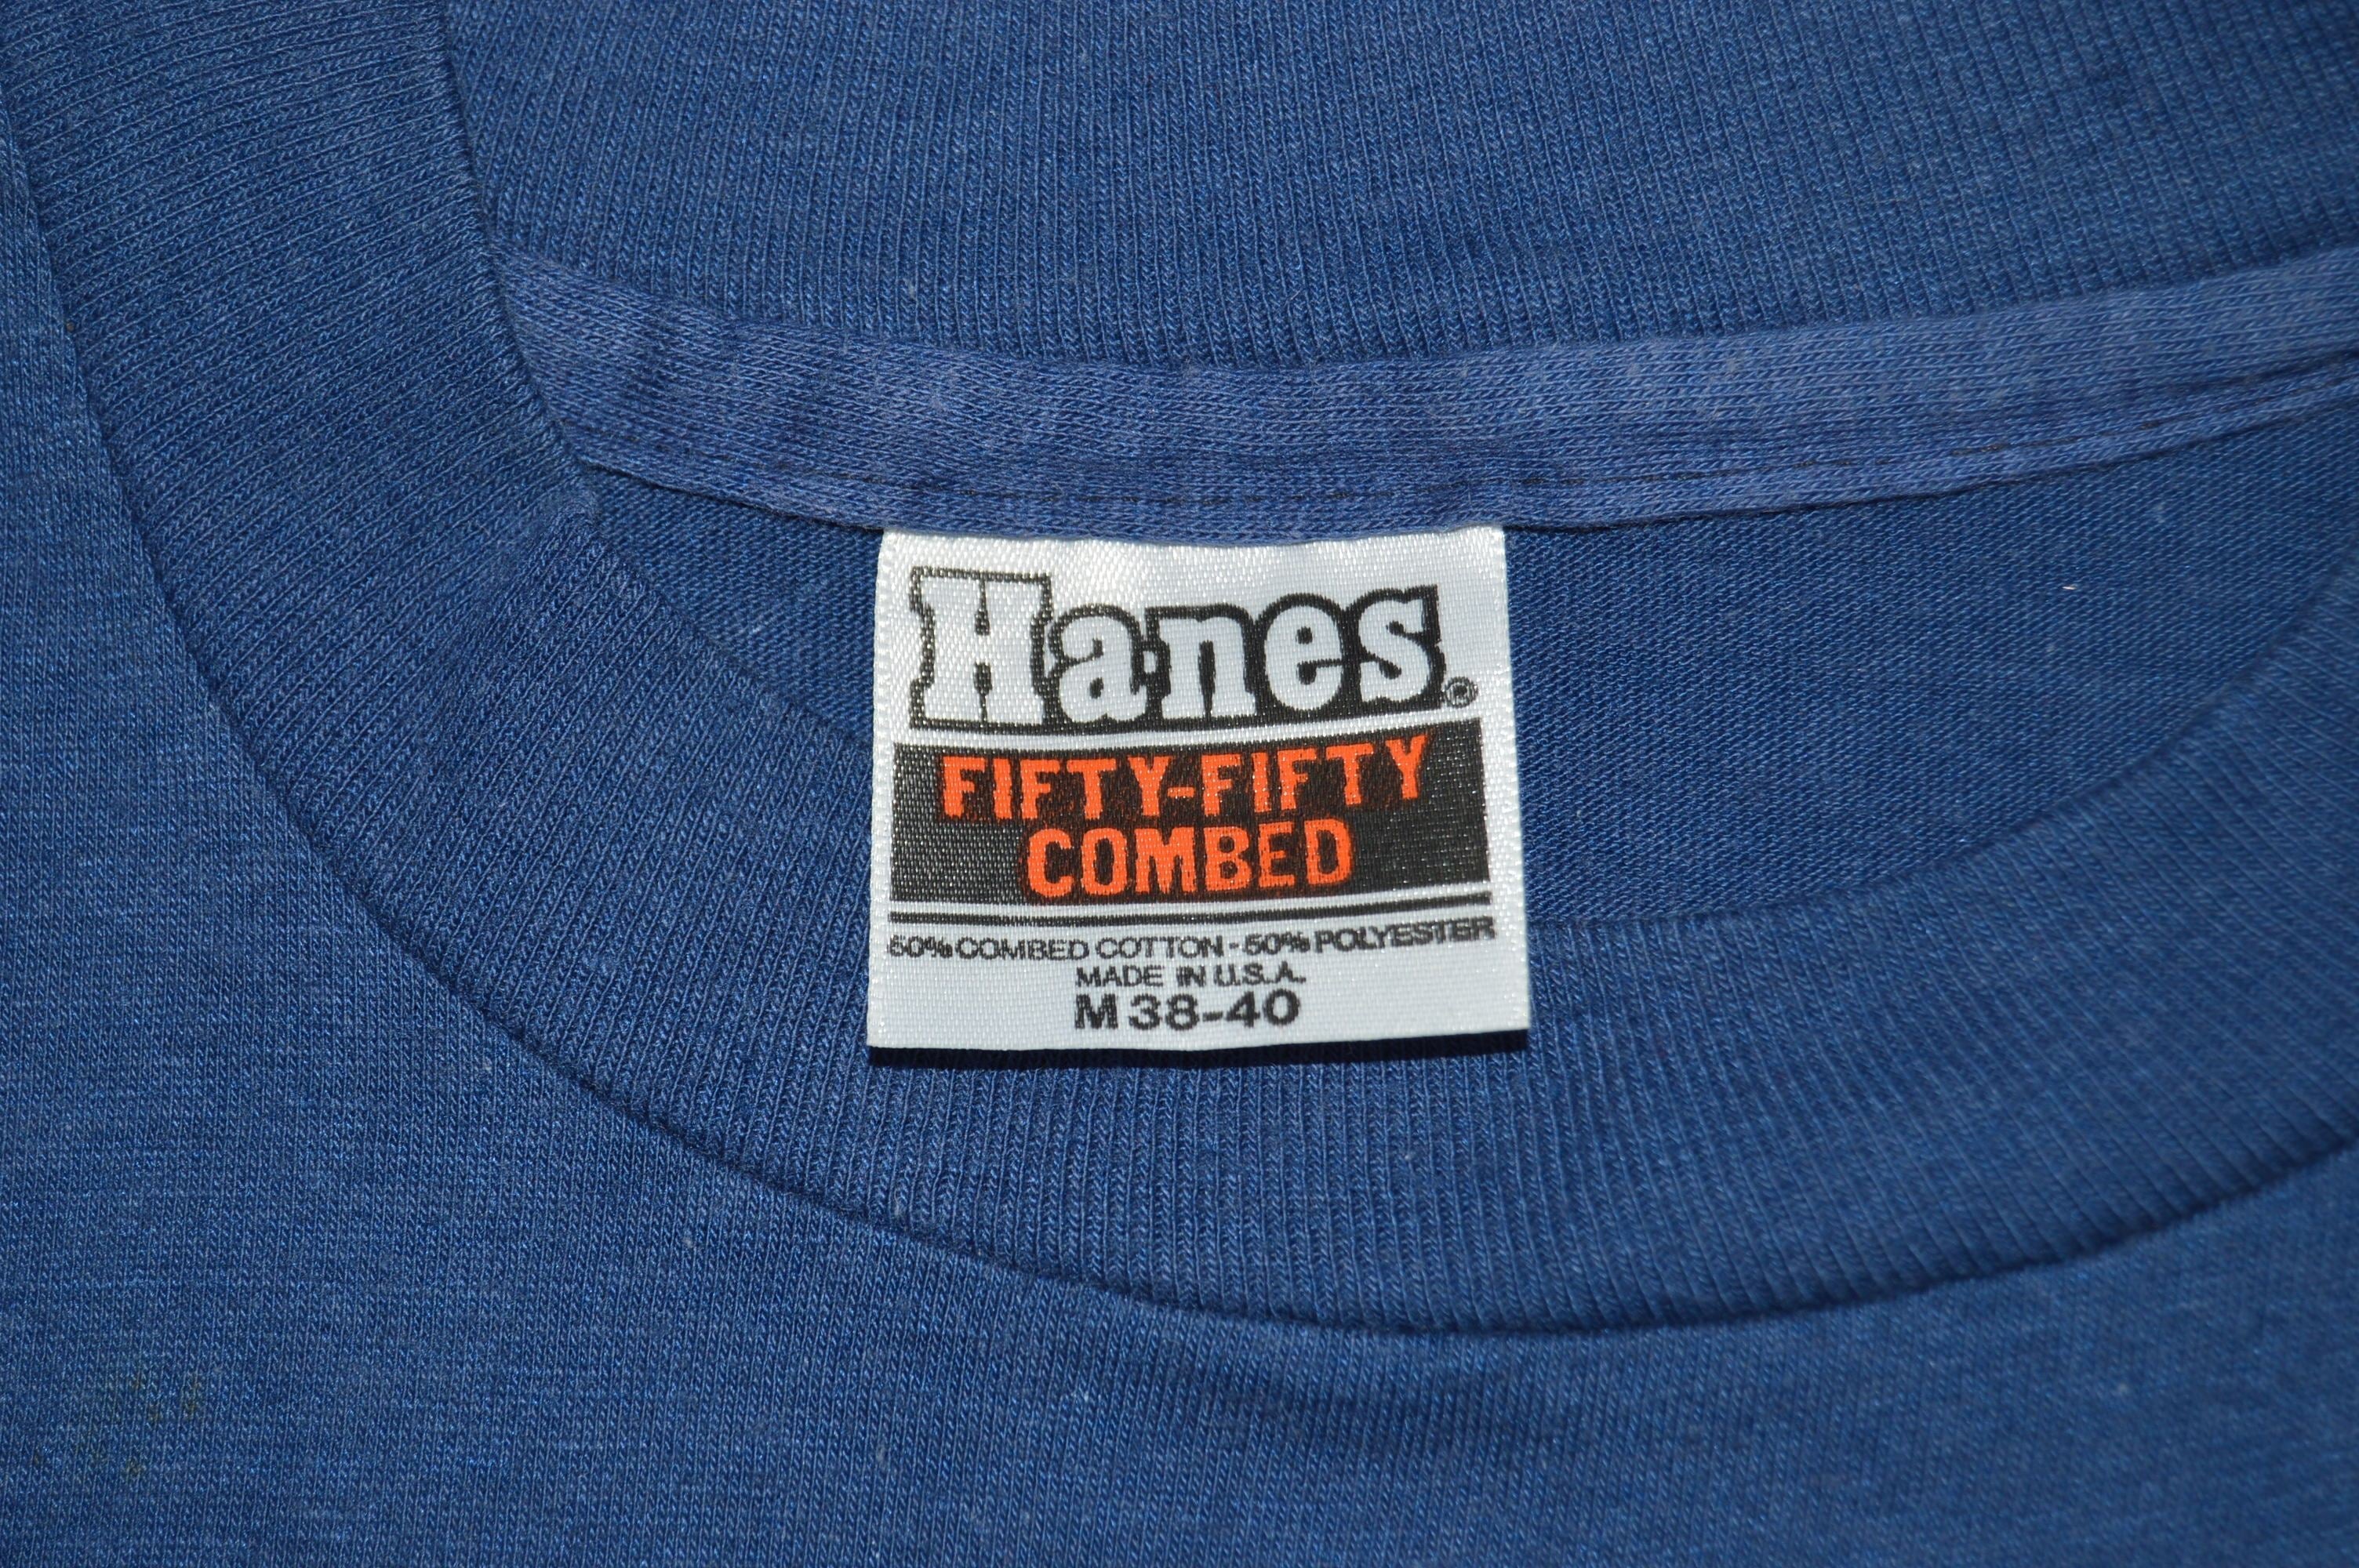 Hanes®
FIFTY-FIFTY
COMBED
50% COMBED COTTON - 50% POLYESTER
MADE IN U.S.A.
M 38-40